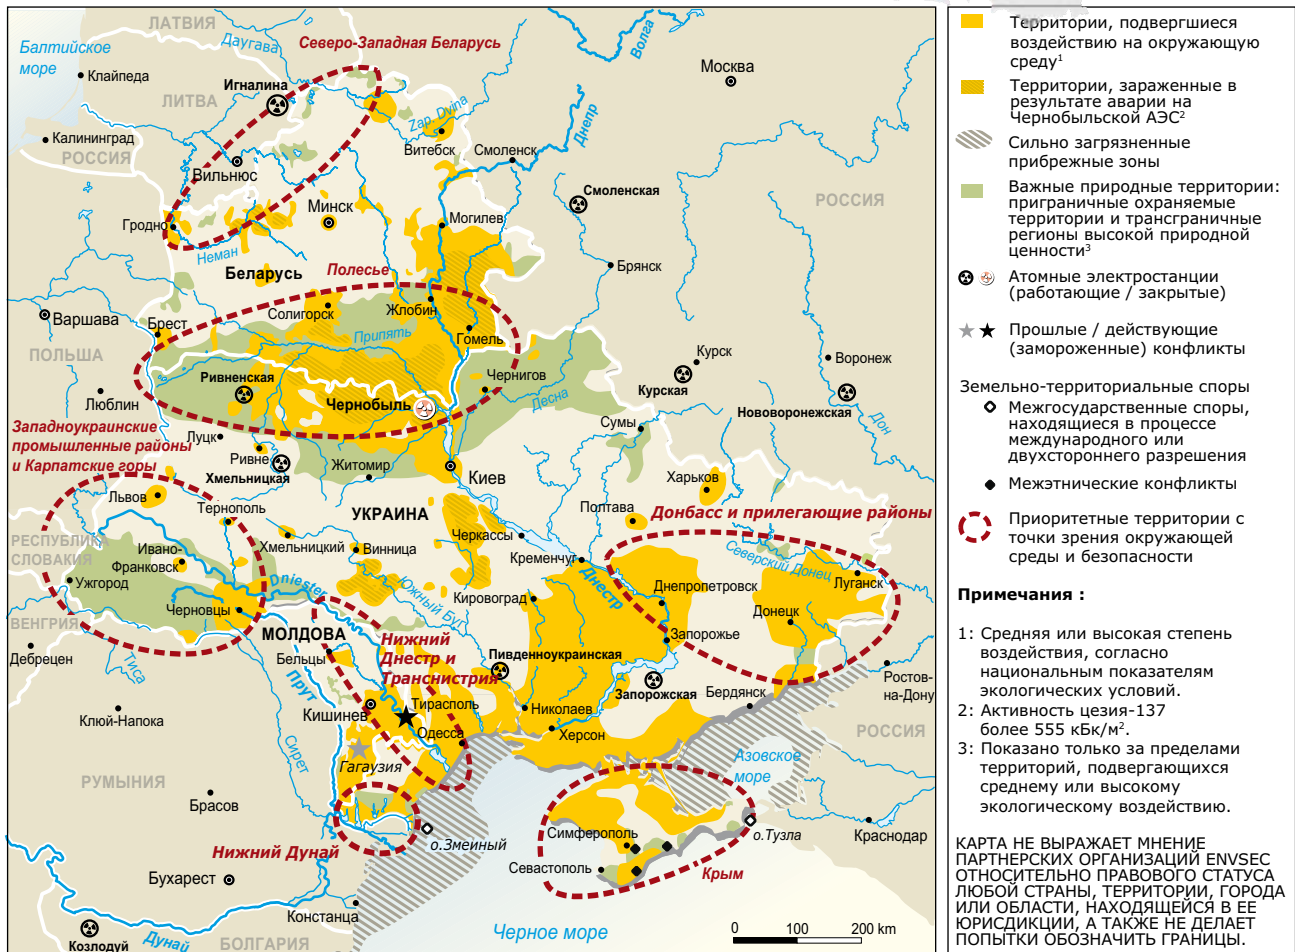 ЛАТВИЯ
Даугава
Северо-Западная Беларусь
Волга
Балтийское
море
Клайпеда
Москва
Игналина
ЛИТВА
Zap. Dvina
Днепр
Калининград
РОССИЯ
Витебск
Смоленск
Вильнюс
Смоленская
РОССИЯ
Минск
Гродно
Могилев
Неман
Беларусь
Полесье
Брянск
Солигорск
Жлобин
Варшава
Брест
Припять
Гомель
ПОЛЬША
Курск
Воронеж
Ривненская
Чернигов
Курская
Люблин
Чернобыль
Десна
Нововоронежская
Дон
Западноукраинские
промышленные районы
и Карпатские горы
Луцк
Сумы
Ривне
Житомир
Хмельницкая
Киев
Харьков
Львов
Тернополь
УКРАИНА
Полтава
Донбасс и прилегающие районы
РЕСПУБЛИКА
СЛОВАКИЯ
Хмельницкий
Винница
Черкассы
Ивано-
Франковск
Кременчуг
Северский Донец
Ужгород
Dniester
Днестр
Днепропетровск
Луганск
Южный Буг
Кировоград
Черновцы
Донецк
ВЕНГРИЯ
МОЛДОВА
Запорожье
Дебрецен
Тиса
Бельцы
Нижний
Днестр и
Транснистрия
Пивденноукраинская
Прут
Запорожская
Бердянск
Ростов-
на-Дону
Клюй-Напока
Кишинев
Тирасполь
Николаев
Сирет
Одесса
Херсон
РОССИЯ
Гагаузия
Азовское
море
РУМЫНИЯ
Брасов
Симферополь
о.Тузла
Краснодар
Нижний Дунай
о.Змеиный
Севастополь
Крым
Бухарест
Констанца
Черное море
0 100 200 km
Козлодуй
Дунай
БОЛГАРИЯ
Территории, подвергшиеся
воздействию на окружающую
среду1
Территории, зараженные в
результате аварии на
Чернобыльской АЭС2
Сильно загрязненные
прибрежные зоны
Важные природные территории:
приграничные охраняемые
территории и трансграничные
регионы высокой природной
ценности3
Атомные электростанции
(работающие / закрытые)
Прошлые / действующие
(замороженные) конфликты
Земельно-территориальные споры
Межгосударственные споры,
находящиеся в процессе
международного или
двухстороннего разрешения
Межэтнические конфликты
Приоритетные территории с
точки зрения окружающей
среды и безопасности
Примечания :
1: Средняя или высокая степень
воздействия, согласно
национальным показателям
экологических условий.
2: Активность цезия-137
более 555 кБк/м2.
3: Показано только за пределами
территорий, подвергающихся
среднему или высокому
экологическому воздействию.
КАРТА НЕ ВЫРАЖАЕТ МНЕНИЕ
ПАРТНЕРСКИХ ОРГАНИЗАЦИЙ ENVSEC
ОТНОСИТЕЛЬНО ПРАВОВОГО СТАТУСА
ЛЮБОЙ СТРАНЫ, ТЕРРИТОРИИ, ГОРОДА
ИЛИ ОБЛАСТИ, НАХОДЯЩЕЙСЯ В ЕЕ
ЮРИСДИКЦИИ, А ТАКЖЕ НЕ ДЕЛАЕТ
ПОПЫТКИ ОБОЗНАЧИТЬ ГРАНИЦЫ.